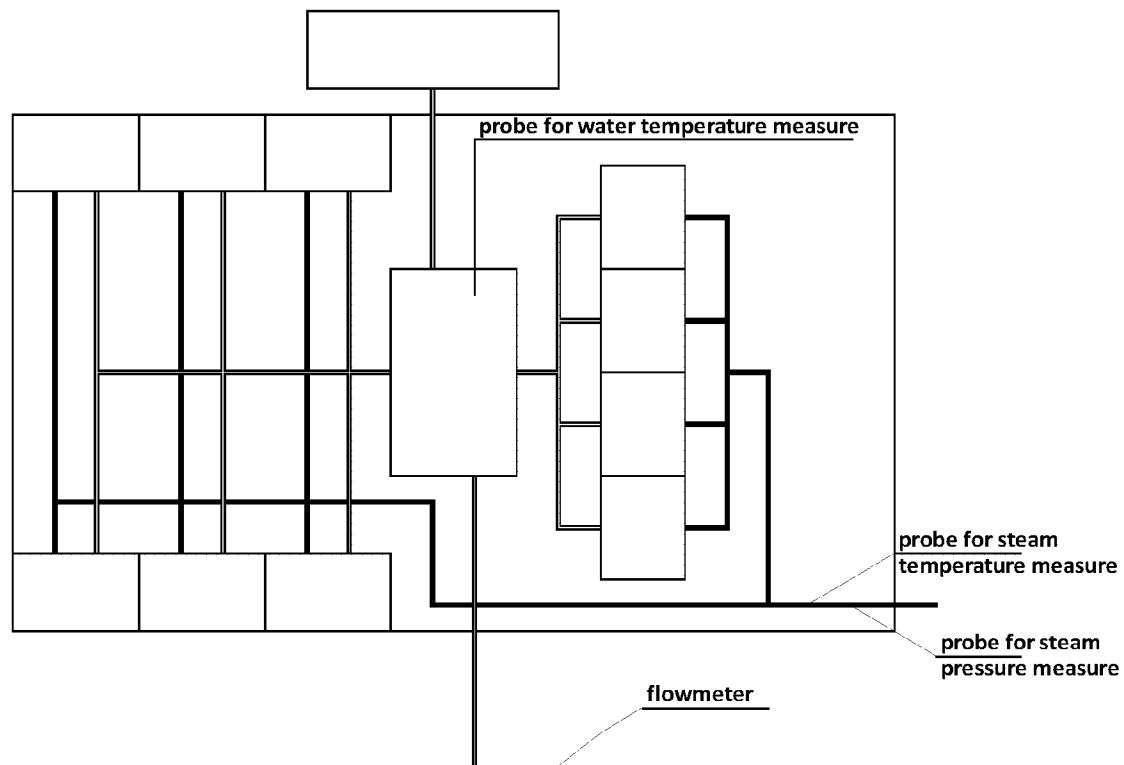 probe for water temperature measure
probe for steam
temperature measure
probe for steam
pressure measure
flowmeter